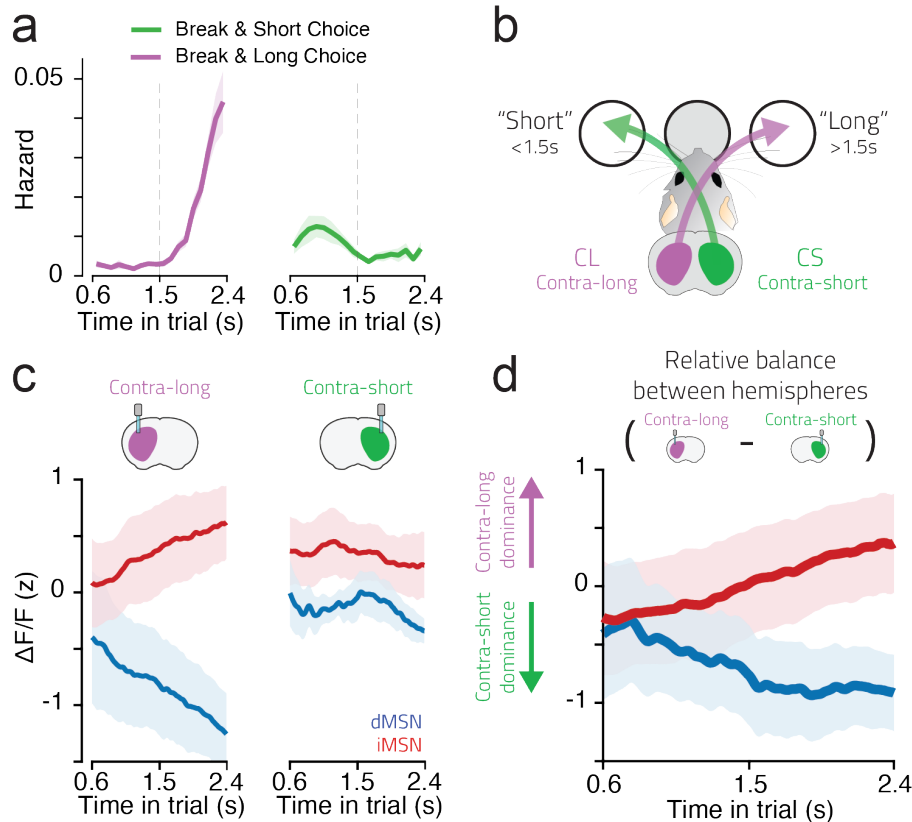 a
Break & Short Choice
Break & Long Choice
0.05
Hazard
0
0.6 1.5 2.4
Time in trial (s)
0.6 1.5 2.4
Time in trial (s)
b
“Short”
<1.5s
“Long”
>1.5s
CL
Contra-long
CS
Contra-short
c
Contra-long
Contra-short
1
0
-1
ΔF/F (z)
dMSN
iMSN
0.6 1.5 2.4
Time in trial (s)
0.6 1.5 2.4
Time in trial (s)
d
Relative balance
between hemispheres
( Contra-long - Contra-short )
Contra-long
dominance
Contra-short
dominance
1
0
-1
0.6 1.5 2.4
Time in trial (s)